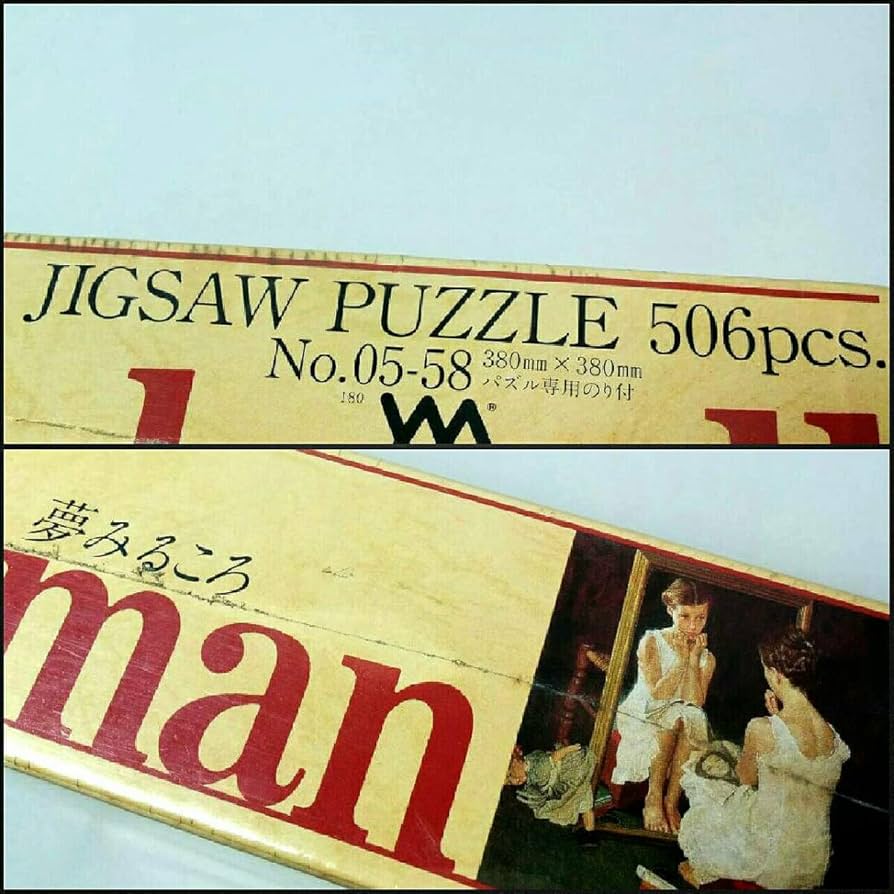 JIGSAW PUZZLE 506pcs.
No.05-58
380mm × 380mm
パズル専用のり付
180
®
夢みるころ
man